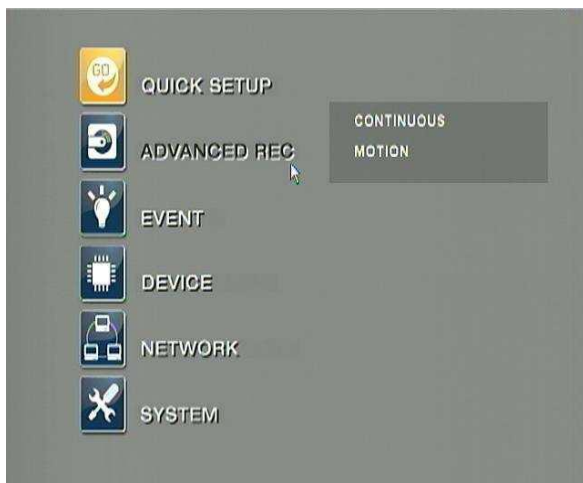 GO
QUICK SETUP
ADVANCED REC
CONTINUOUS
MOTION
EVENT
DEVICE
NETWORK
SYSTEM